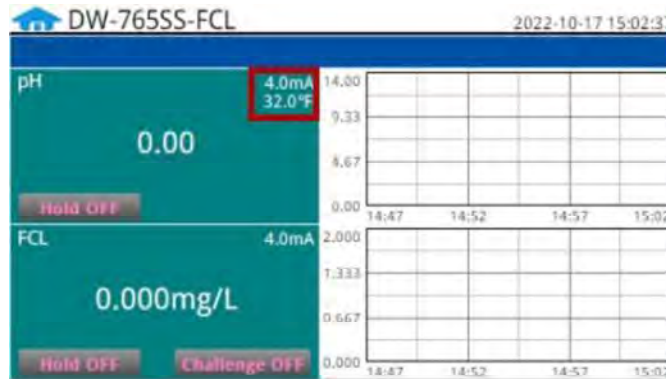 DW-765SS-FCL
2022-10-17 15:02:3
pH
4.0mA
32.0°F
0.00
Hold OFF
14.00
9.33
4.67
0.00
14:47 14:52 14:57 15:02
FCL
4.0mA
0.000mg/L
Hold OFF Challenge OFF
2.000
1.333
0.667
0.000
14:47 14:52 14:57 15:02